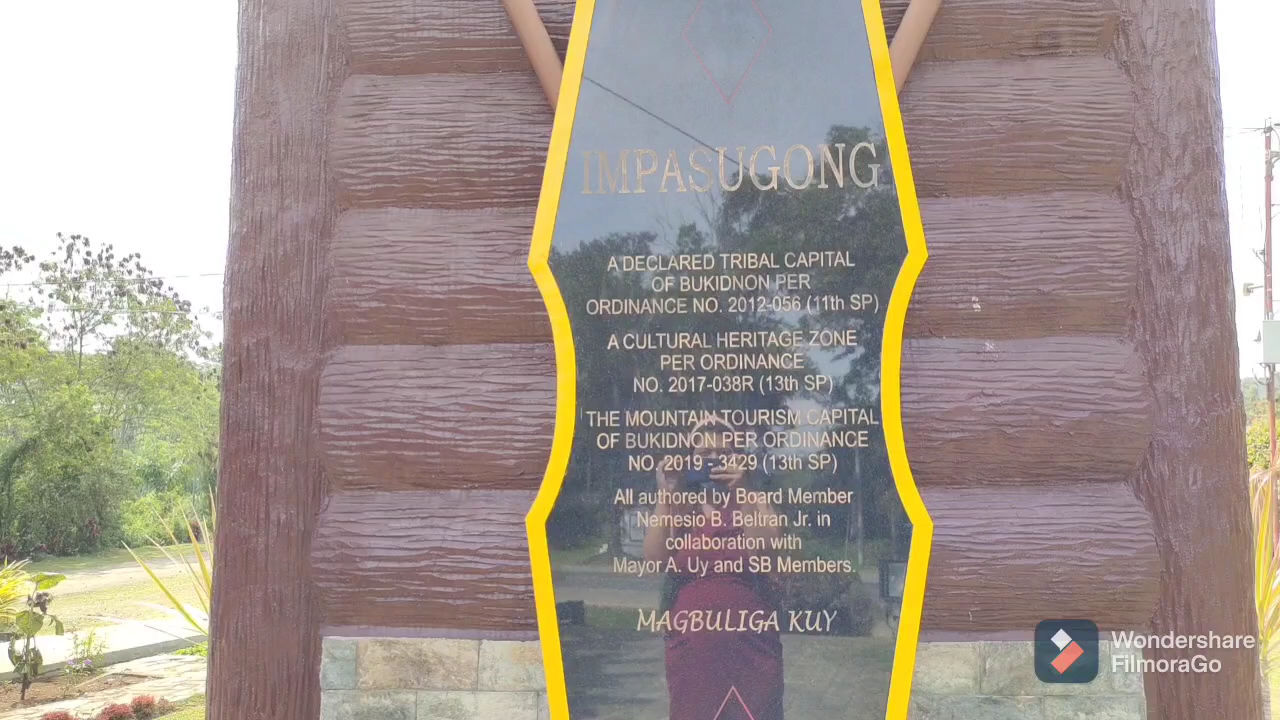 IMPASUGONG
A DECLARED TRIBAL CAPITAL
OF BUKIDNON PER
ORDINANCE NO. 2012-056 (11th SP)
A CULTURAL HERITAGE ZONE
PER ORDINANCE
NO. 2017-038R (13th SP)
THE MOUNTAIN TOURISM CAPITAL
OF BUKIDNON PER ORDINANCE
NO. 2019 - 3429 (13th SP)
All authored by Board Member
Nemesio B. Beltran Jr. in
collaboration with
Mayor A. Uy and SB Members.
MAGBULIGA KUY
Wondershare
FilmoraGo